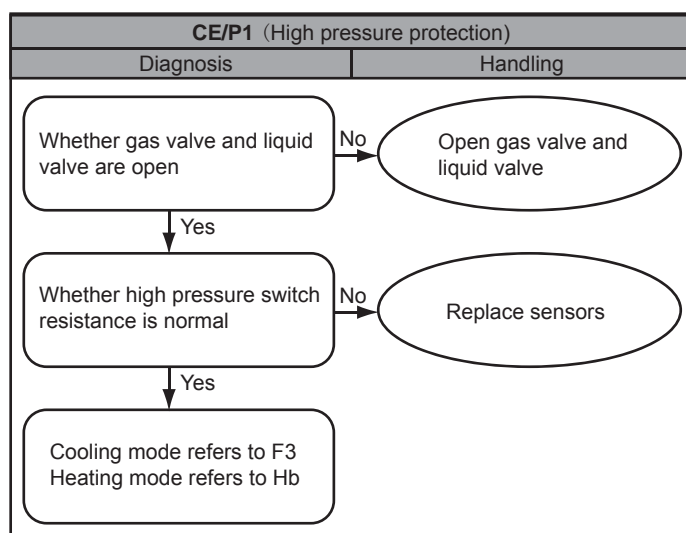 CE/P1（High pressure protection)
Diagnosis
Handling
Whether gas valve and liquid
valve are open
No
Open gas valve and
liquid valve
Yes
Whether high pressure switch
resistance is normal
No
Replace sensors
Yes
Cooling mode refers to F3
Heating mode refers to Hb